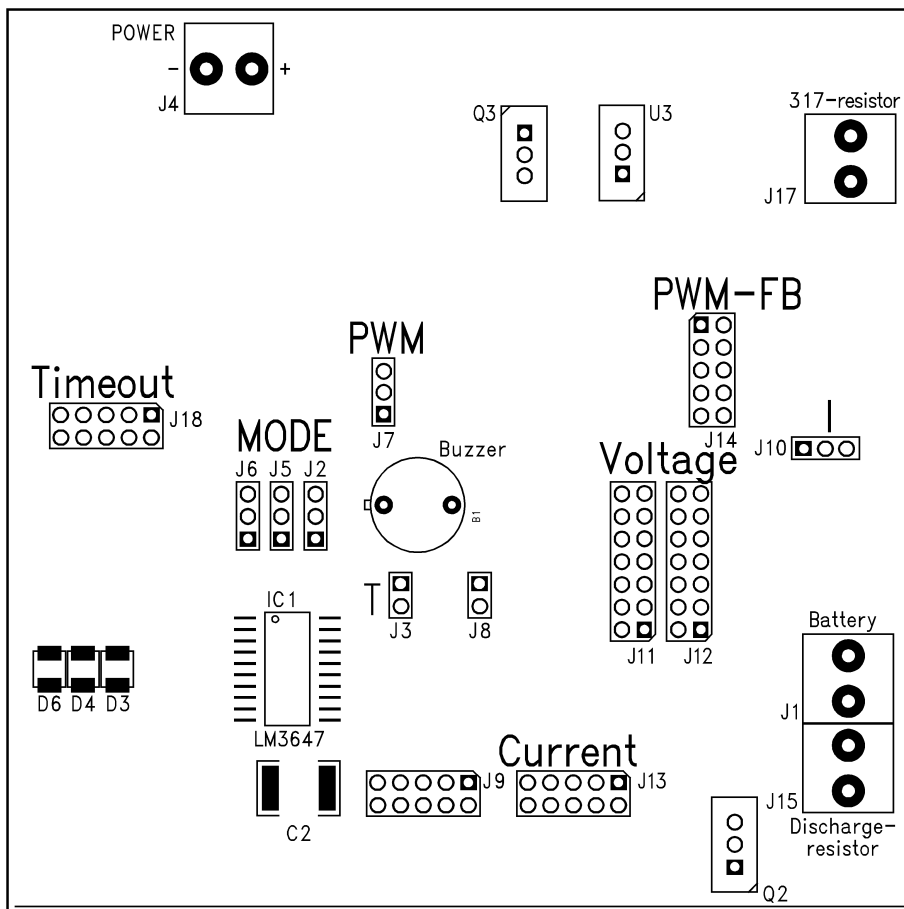 POWER
- +
J4
Q3
U3
317-resistor
J17
PWM-FB
PWM
Timeout
J18
J7
J14
MODE
J6 J5 J2
Buzzer
Voltage
J10
I
B1
T
IC1
J3
J8
J11 J12
Battery
D6 D4 D3
J1
LM3647
Current
J9
J13
J15
C2
Discharge-
resistor
Q2